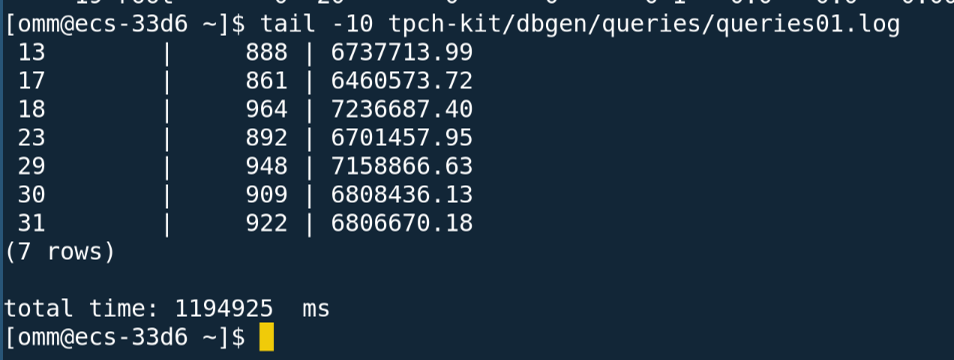 [omm@ecs-33d6 ~]$ tail -10 tpch-kit/dbgen/queries/queries01.log
 13        |     888 | 6737713.99
 17        |     861 | 6460573.72
 18        |     964 | 7236687.40
 23        |     892 | 6701457.95
 29        |     948 | 7158866.63
 30        |     909 | 6808436.13
 31        |     922 | 6806670.18
(7 rows)

total time: 1194925  ms
[omm@ecs-33d6 ~]$